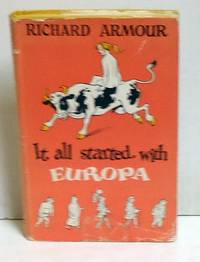 RICHARD ARMOUR
It all started with
EUROPA